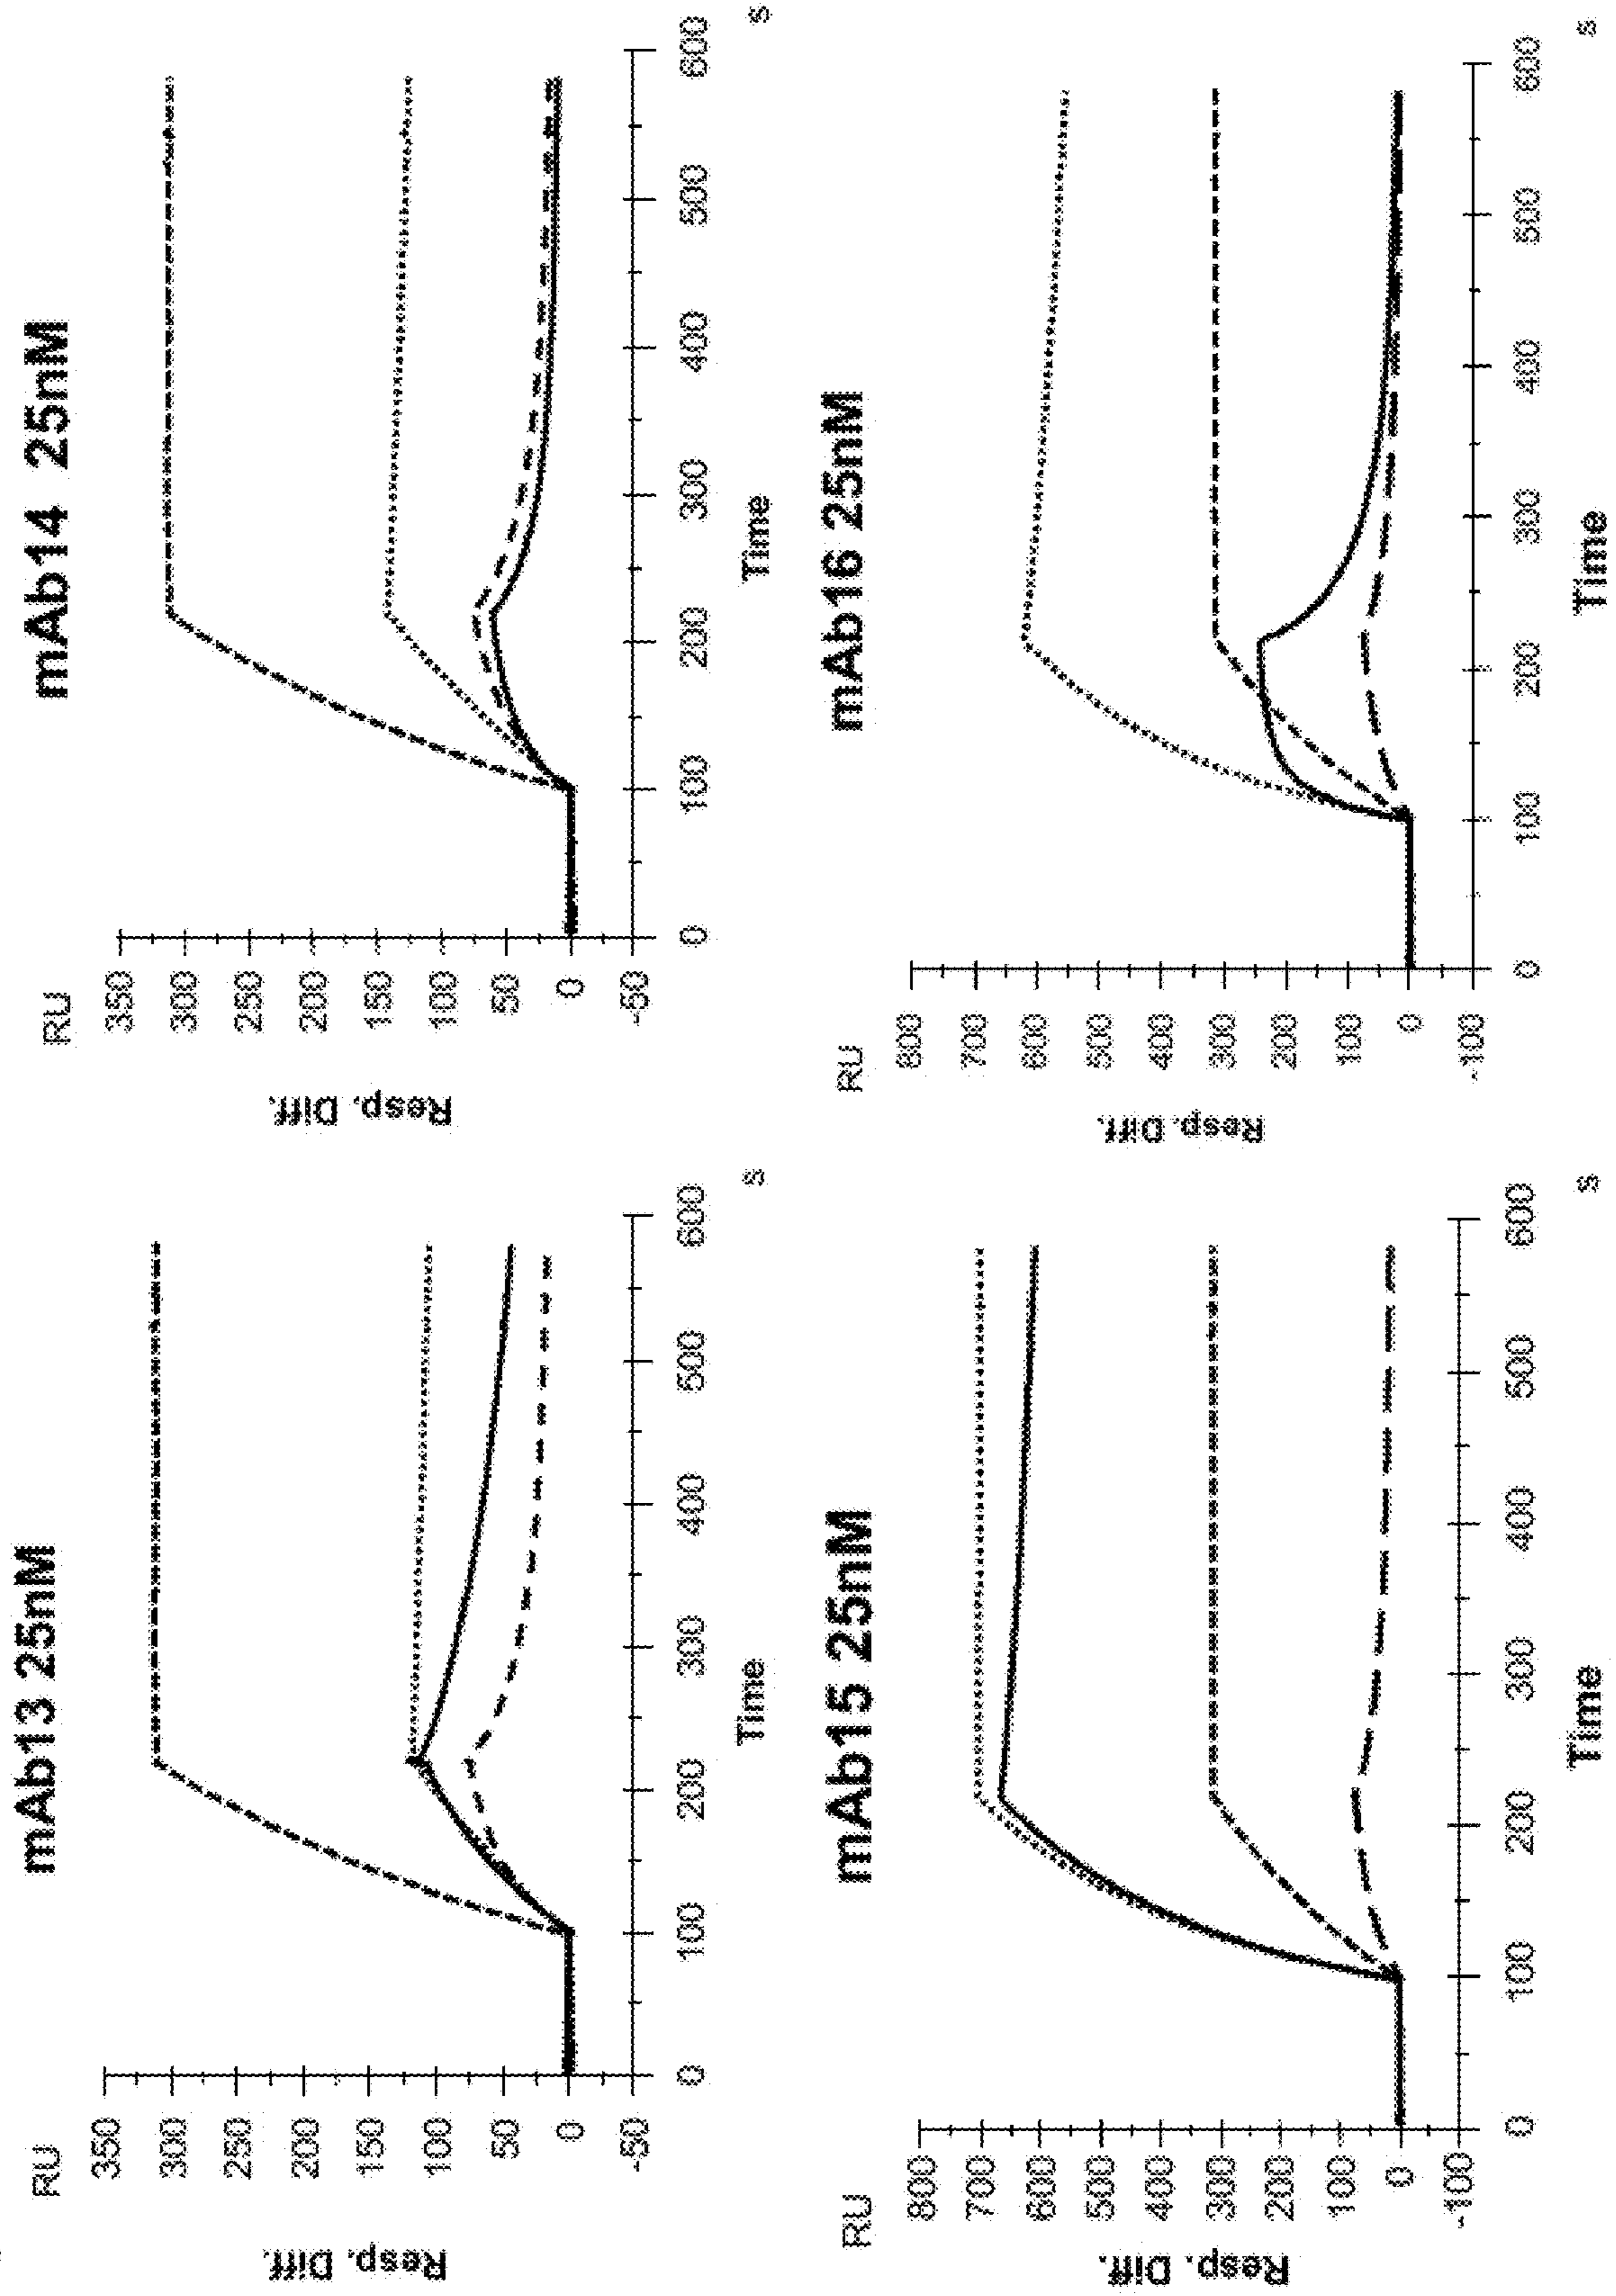 mAb13 25nM
RU
350
300
250
200
150
100
50
0
-50
Resp. Diff.
0 100 200 300 400 500 600
Time
s
mAb14 25nM
RU
350
300
250
200
150
100
50
0
-50
Resp. Diff.
0 100 200 300 400 500 600
Time
s
mAb15 25nM
RU
800
700
600
500
400
300
200
100
0
-100
Resp. Diff.
0 100 200 300 400 500 600
Time
s
mAb16 25nM
RU
800
700
600
500
400
300
200
100
0
-100
Resp. Diff.
0 100 200 300 400 500 600
Time
s